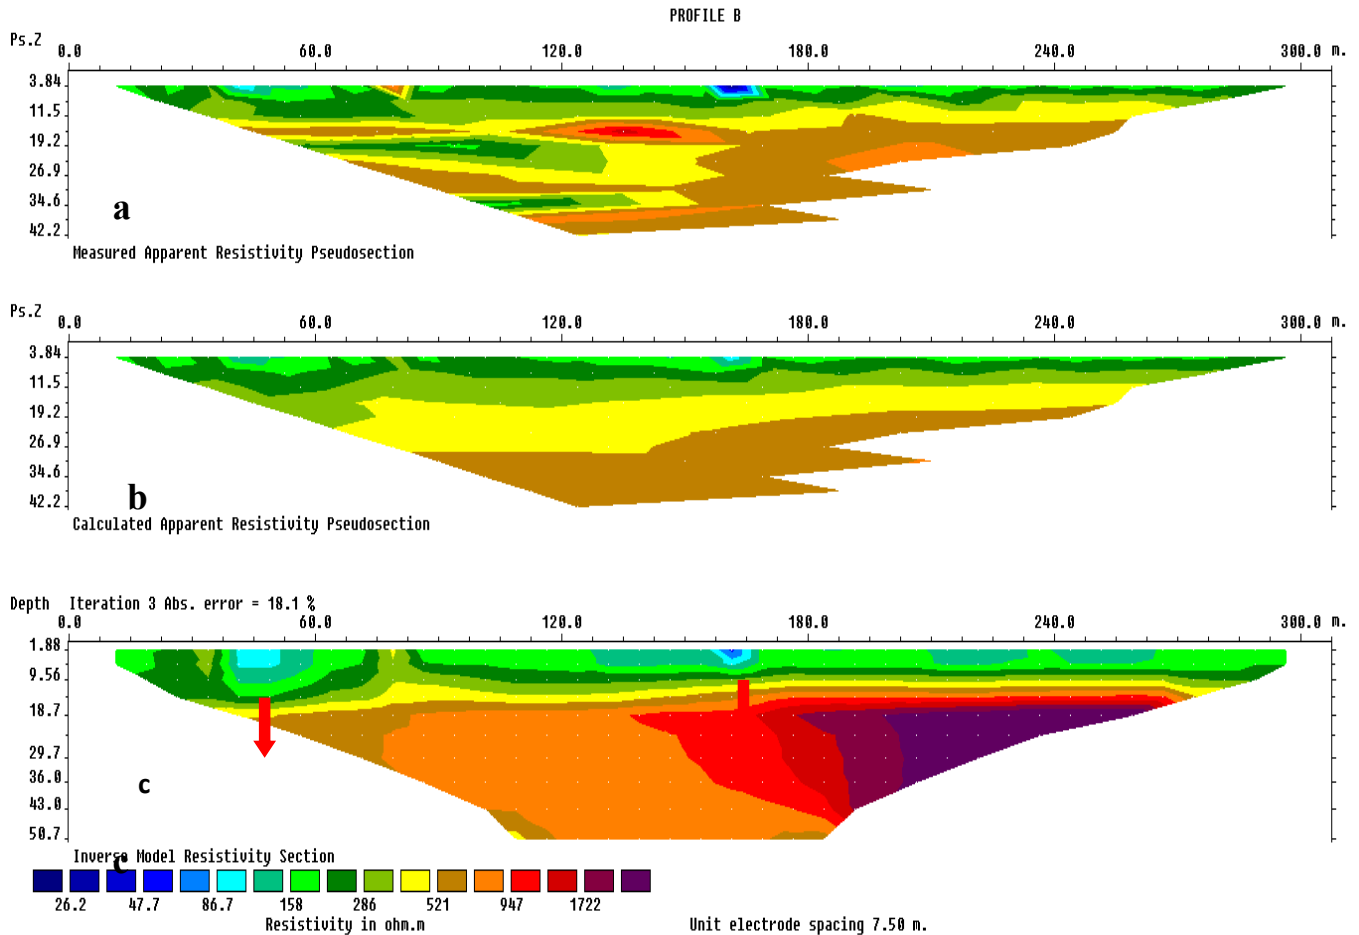 PROFILE B
Ps.Z 0.0 60.0 120.0 180.0 240.0 300.0 m.
3.84
11.5
19.2
26.9
34.6
42.2
a
Measured Apparent Resistivity Pseudosection
Ps.Z 0.0 60.0 120.0 180.0 240.0 300.0 m.
3.84
11.5
19.2
26.9
34.6
42.2
b
Calculated Apparent Resistivity Pseudosection
Depth Iteration 3 Abs. error = 18.1 %
0.0 60.0 120.0 180.0 240.0 300.0 m.
1.88
9.56
18.7
29.7
36.0
43.0
50.7
c
Inverse Model Resistivity Section
c
26.2 47.7 86.7 158 286 521 947 1722
Resistivity in ohm.m Unit electrode spacing 7.50 m.